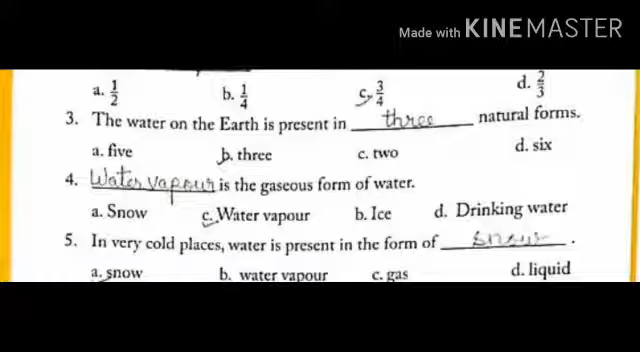 Made with KINEMASTER
a. 1/2 b. 1/4 c. 3/4 d. 2/3
3. The water on the Earth is present in three natural forms.
a. five b. three c. two d. six
4. Water vapour is the gaseous form of water.
a. Snow c. Water vapour b. Ice d. Drinking water
5. In very cold places, water is present in the form of snow.
a. snow b. water vapour c. gas d. liquid